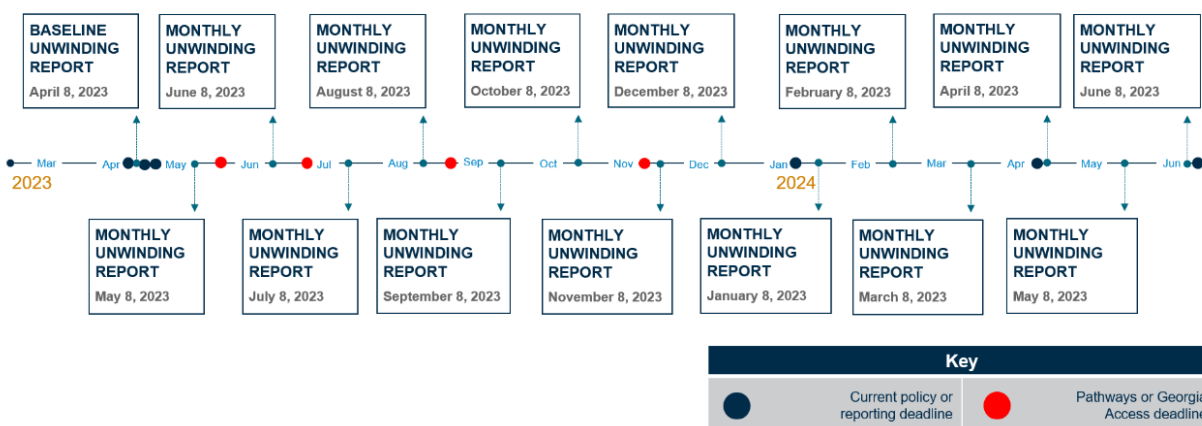 BASELINE
UNWINDING
REPORT
April 8, 2023
MONTHLY
UNWINDING
REPORT
June 8, 2023
MONTHLY
UNWINDING
REPORT
August 8, 2023
MONTHLY
UNWINDING
REPORT
October 8, 2023
MONTHLY
UNWINDING
REPORT
December 8, 2023
MONTHLY
UNWINDING
REPORT
February 8, 2023
MONTHLY
UNWINDING
REPORT
April 8, 2023
MONTHLY
UNWINDING
REPORT
June 8, 2023
Mar Apr May Jun Jul Aug Sep Oct Nov Dec Jan Feb Mar Apr May Jun
2023 2024
MONTHLY
UNWINDING
REPORT
May 8, 2023
MONTHLY
UNWINDING
REPORT
July 8, 2023
MONTHLY
UNWINDING
REPORT
September 8, 2023
MONTHLY
UNWINDING
REPORT
November 8, 2023
MONTHLY
UNWINDING
REPORT
January 8, 2023
MONTHLY
UNWINDING
REPORT
March 8, 2023
MONTHLY
UNWINDING
REPORT
May 8, 2023
Key
Current policy or
reporting deadline
Pathways or Georgia
Access deadline